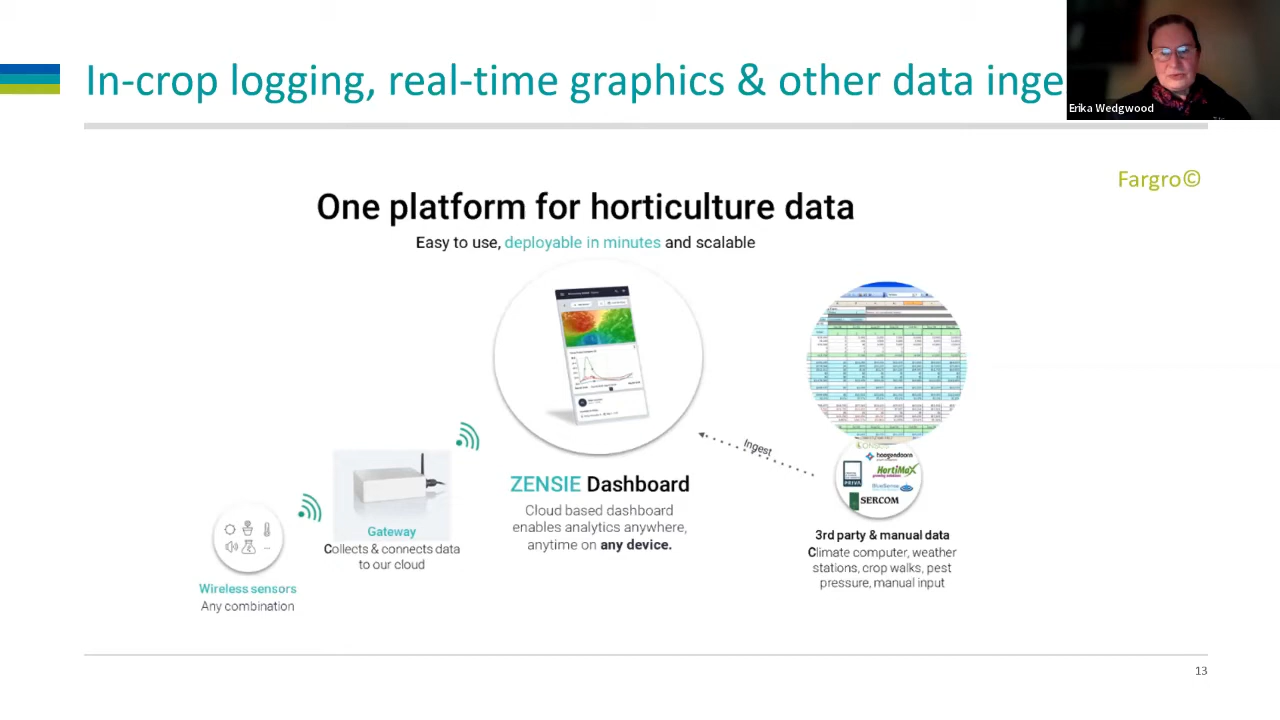 In-crop logging, real-time graphics & other data inge
Erika Wedgwood
Fargro©
One platform for horticulture data
Easy to use, deployable in minutes and scalable
Ingest
hoogendoorn
HortiMaX
PRIVA
BlueSense
SERCOM
ZENSIE Dashboard
Cloud based dashboard
enables analytics anywhere,
anytime on any device.
Gateway
Collects & connects data
to our cloud
3rd party & manual data
Climate computer, weather
stations, crop walks, pest
pressure, manual input
Wireless sensors
Any combination
13